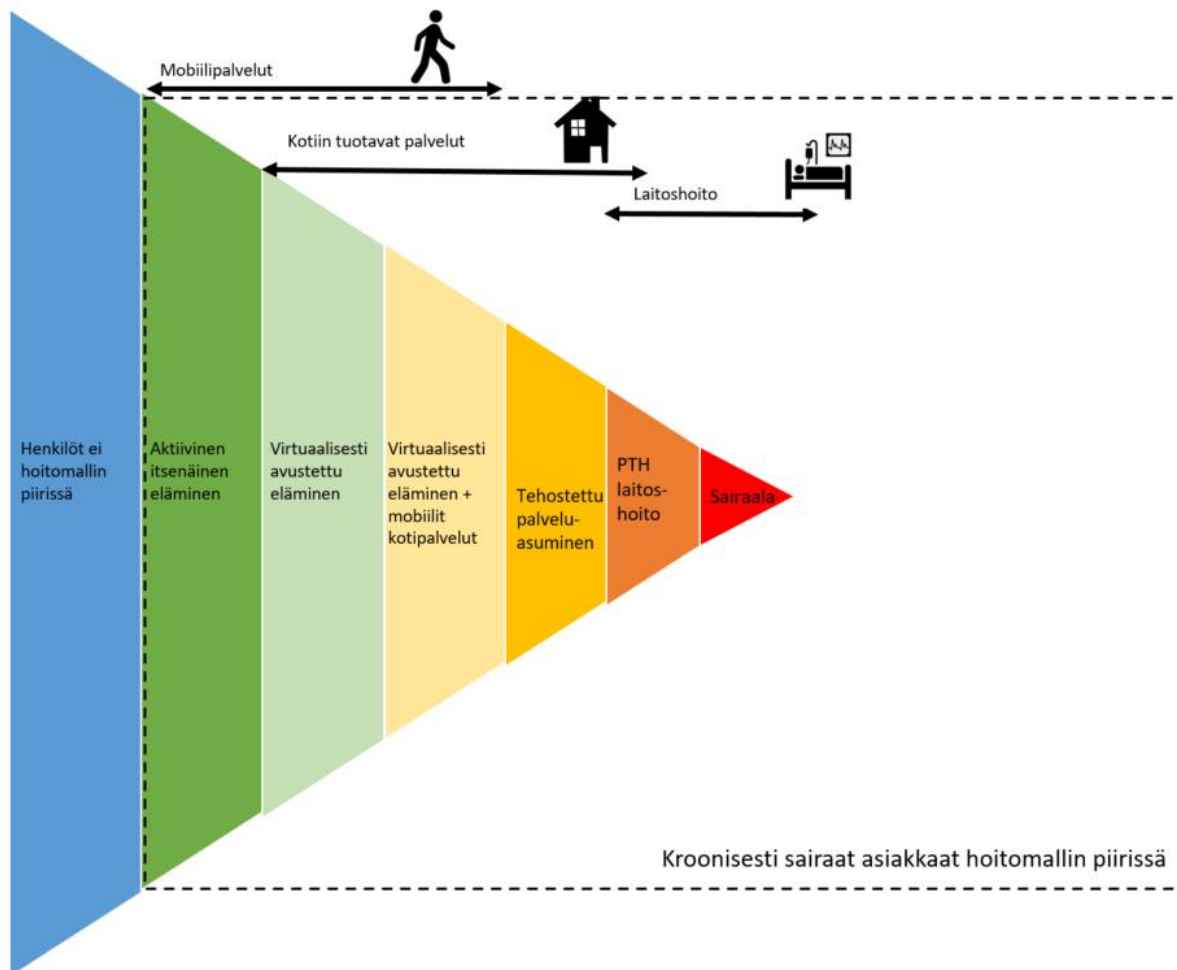 Mobiilipalvelut
Kotiin tuotavat palvelut
Laitoshoito
Henkilöt ei
hoitomallin
piirissä
Aktiivinen
itsenäinen
eläminen
Virtuaalisesti
avustettu
eläminen
Virtuaalisesti
avustettu
eläminen +
mobiilit
kotipalvelut
Tehostettu
palvelu-
asuminen
PTH
laitos-
hoito
Sairaala
Kroonisesti sairaat asiakkaat hoitomallin piirissä